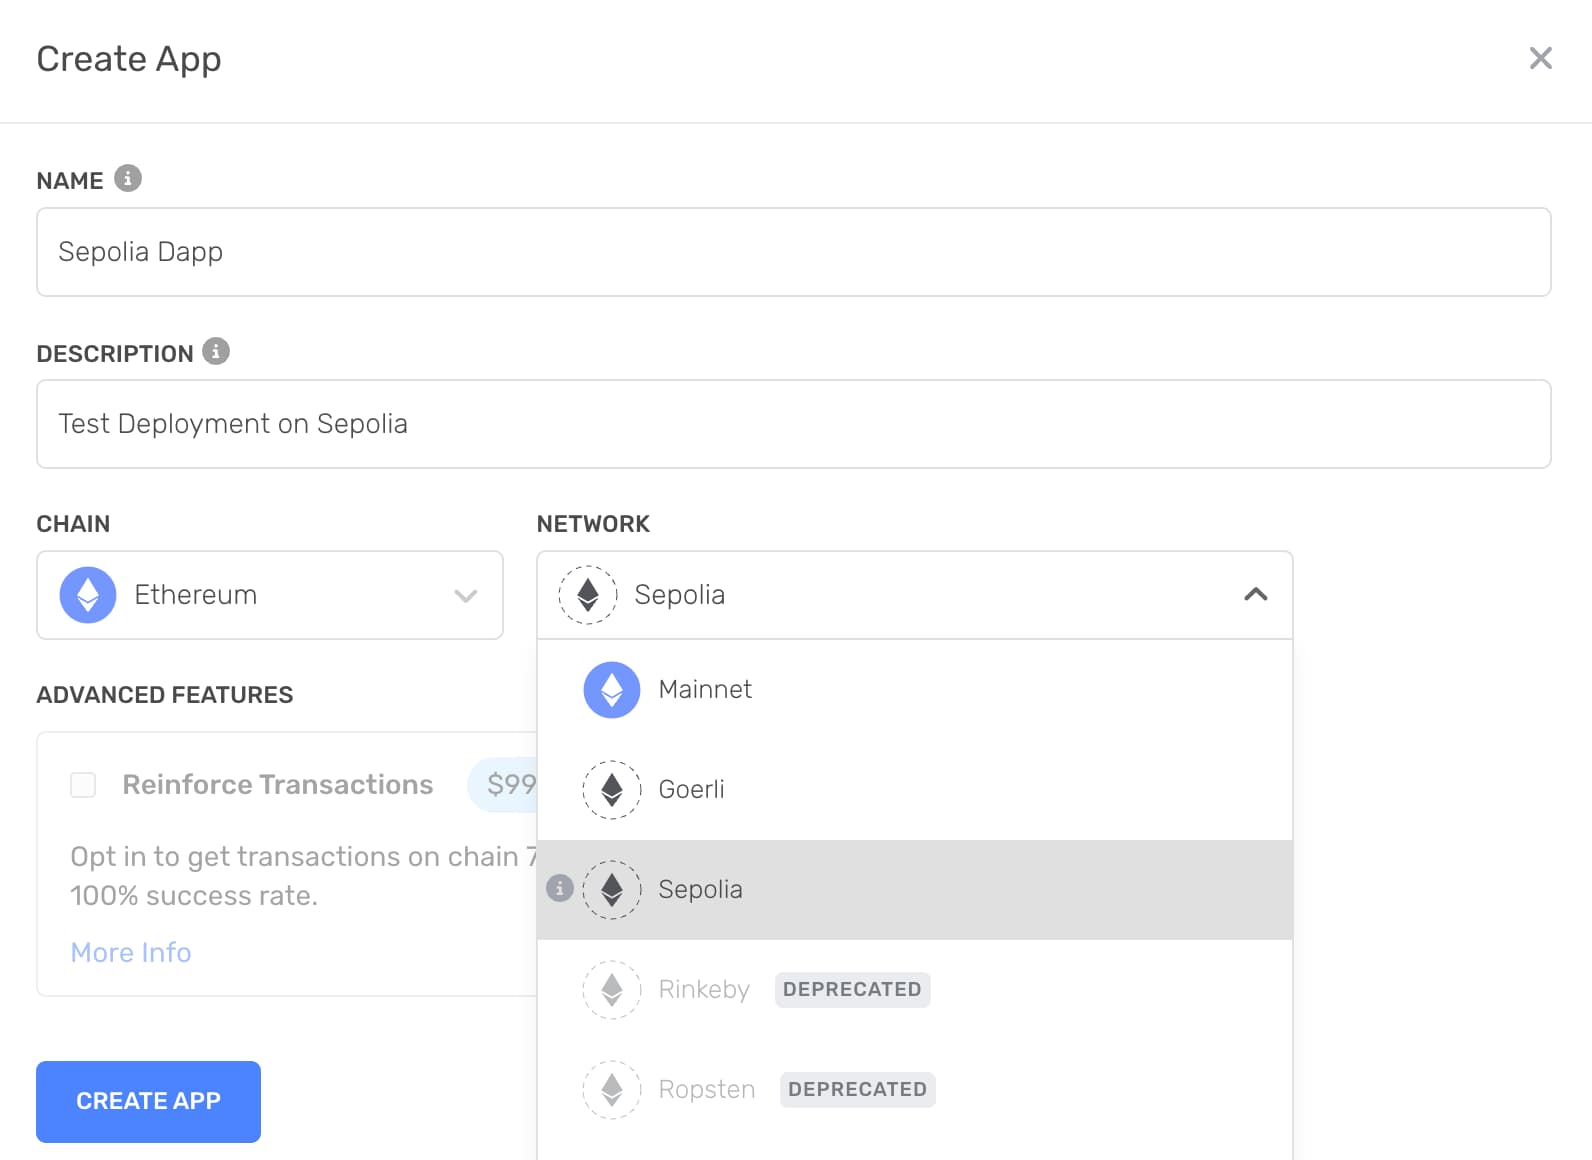 Create App
NAME
Sepolia Dapp
DESCRIPTION
Test Deployment on Sepolia
CHAIN
NETWORK
Ethereum
Sepolia
Mainnet
Goerli
Sepolia
Rinkeby DEPRECATED
Ropsten DEPRECATED
ADVANCED FEATURES
Reinforce Transactions $99
Opt in to get transactions on chain
100% success rate.
More Info
CREATE APP